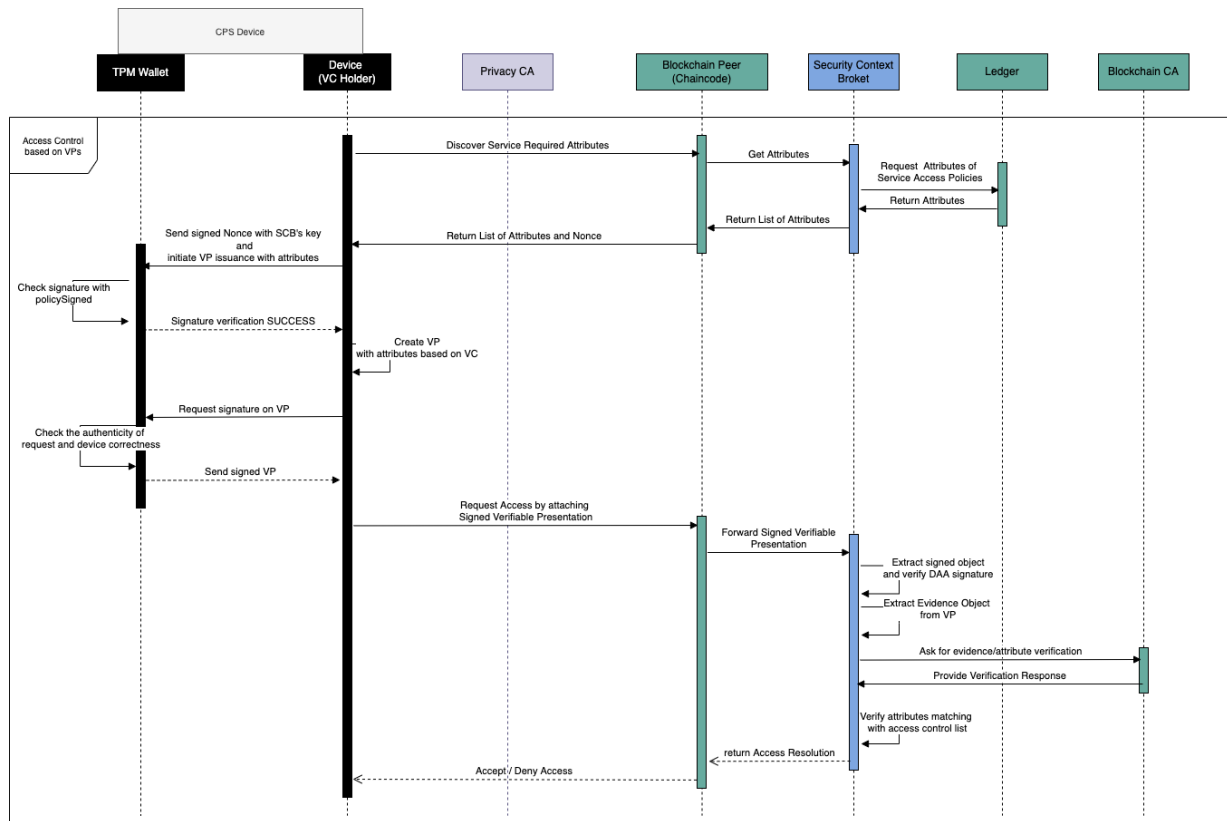 CPS Device
TPM Wallet
Device
(VC Holder)
Privacy CA
Blockchain Peer
(Chaincode)
Security Context
Broket
Ledger
Blockchain CA
Access Control
based on VPs
Discover Service Required Attributes
Get Attributes
Request Attributes of
Service Access Policies
Return Attributes
Return List of Attributes
Return List of Attributes and Nonce
Send signed Nonce with SCB's key
and
initiate VP issuance with attributes
Check signature with
policySigned
Signature verification SUCCESS
Create VP
with attributes based on VC
Request signature on VP
Check the authenticity of
request and device correctness
Send signed VP
Request Access by attaching
Signed Verifiable Presentation
Forward Signed Verifiable
Presentation
Extract signed object
and verify DAA signature
Extract Evidence Object
from VP
Ask for evidence/attribute verification
Provide Verification Response
Verify attributes matching
with access control list
return Access Resolution
Accept / Deny Access